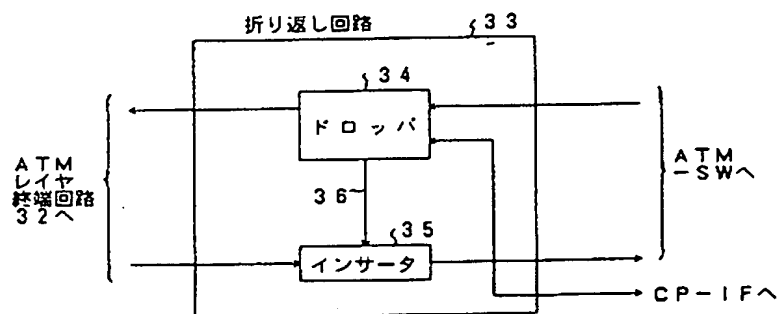 折り返し回路
33
34
ドロッパ
ATM
レイヤ
終端回路
32へ
ATM
-SWへ
36
35
インサータ
CP-IFへ